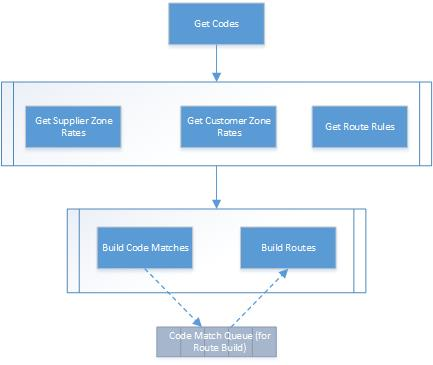 Get Codes
Get Supplier Zone
Rates
Get Customer Zone
Rates
Get Route Rules
Build Code Matches
Build Routes
Code Match Queue (for
Route Build)